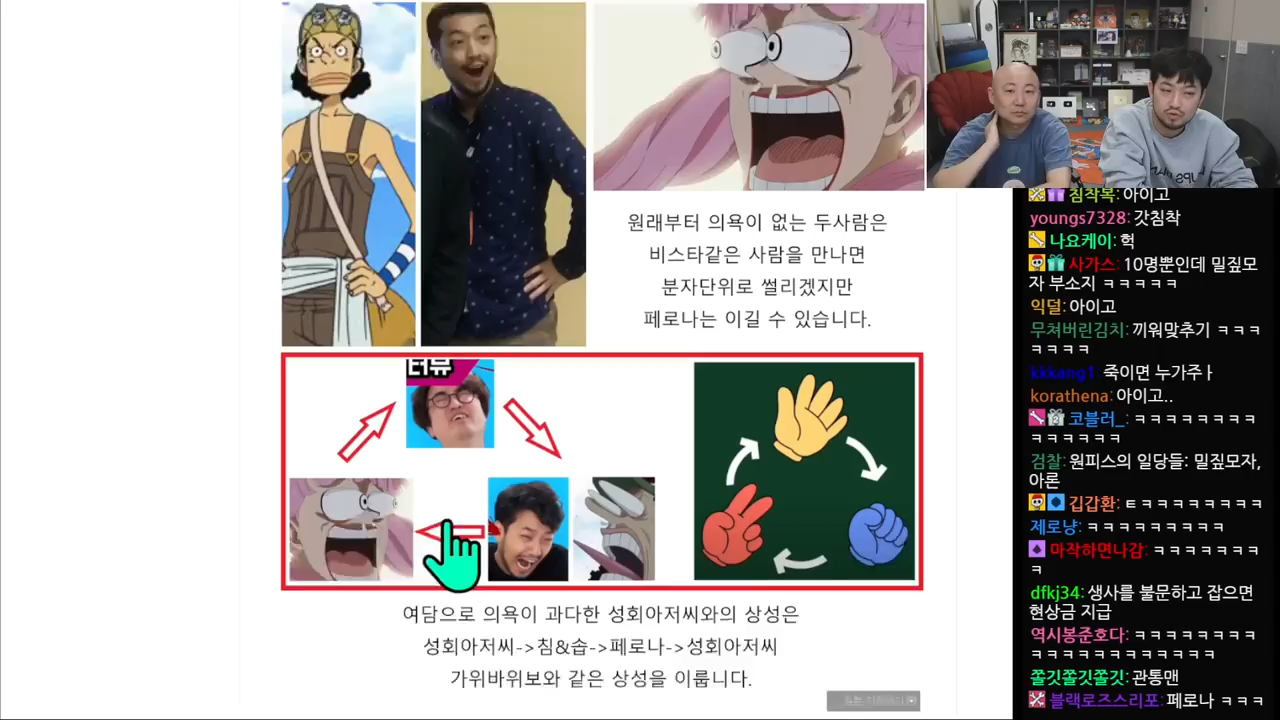 원래부터 의욕이 없는 두사람은
비스타같은 사람을 만나면
분자단위로 썰리겠지만
페로나는 이길 수 있습니다.
터뷰
여담으로 의욕이 과다한 성회아저씨와의 상성은
성회아저씨->침&솝->페로나->성회아저씨
가위바위보와 같은 상성을 이룹니다.
침착복: 아이고
youngs7328: 갓침착
나요케이: 헉
사가스: 10명뿐인데 밀짚모
자 부소지 ㅋㅋㅋㅋㅋ
익덜: 아이고
무쳐버린김치: 끼워맞추기 ㅋㅋㅋ
ㅋㅋㅋㅋ
kkkang1: 죽이면 누가주ㅏ
korathena: 아이고..
코블러_: ㅋㅋㅋㅋㅋㅋㅋㅋ
ㅋㅋㅋㅋㅋㅋ
검찰: 원피스의 일당들: 밀짚모자,
아론
깁갑환: ㅌㅋㅋㅋㅋㅋㅋㅋㅋ
제로냥: ㅋㅋㅋㅋㅋㅋㅋㅋㅋ
마작하면나감: ㅋㅋㅋㅋㅋㅋㅋ
ㅋ
dfkj34: 생사를 불문하고 잡으면
현상금 지급
역시봉준호다: ㅋㅋㅋㅋㅋㅋㅋㅋ
ㅋㅋㅋㅋㅋㅋㅋㅋㅋㅋㅋㅋ
쫄깃쫄깃쫄깃: 관통맨
블랙로즈스리포: 페로나 ㅋㅋㅋ